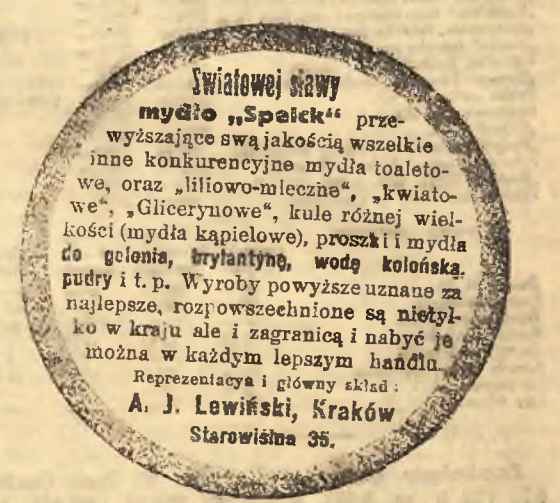 Światowej sławy
mydło „Speick“ prze-
wyższające swą jakością wszelkie
inne konkurencyjne mydła toaleto-
we, oraz „liliowo-mleczne“, „kwiato-
we“, „Glicerynowe“, kule różnej wiel-
kości (mydła kąpielowe), proszki i mydła
do golenia, brylantynę, wodę kolońską,
pudry i t. p. Wyroby powyższe uznane za
najlepsze, rozpowszechnione są nietyl-
ko w kraju ale i zagranicą i nabyć je
można w każdym lepszym handlu.
Reprezentacya i główny skład:
A. J. Lewiński, Kraków
Starowiślna 35.